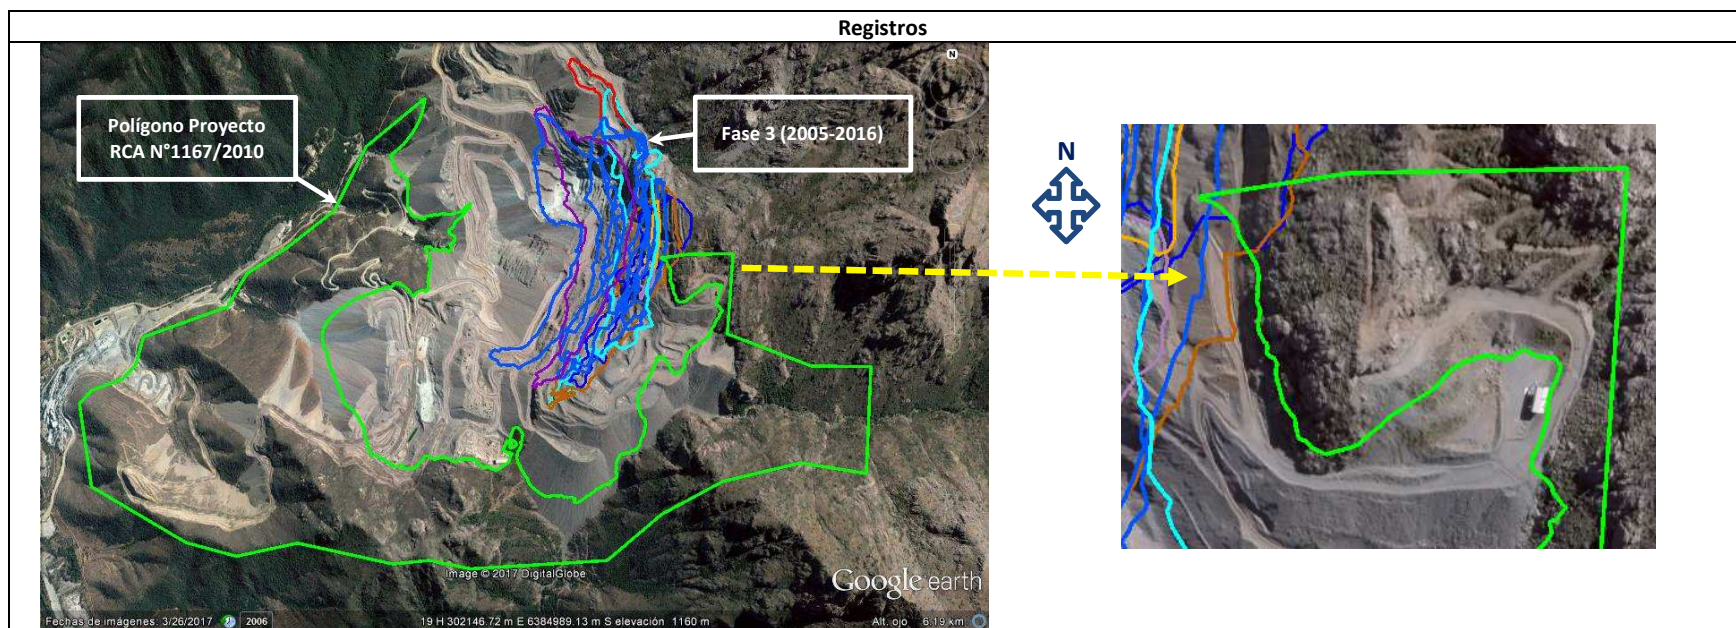 Registros
N
Polígono Proyecto
RCA N°1167/2010
Fase 3 (2005-2016)
N
Image © 2017 DigitalGlobe
Google earth
Fechas de imágenes: 3/26/2017 2006 19 H 302146.72 m E 6384989.13 m S elevación 1160 m Alt. ojo 6.19 km